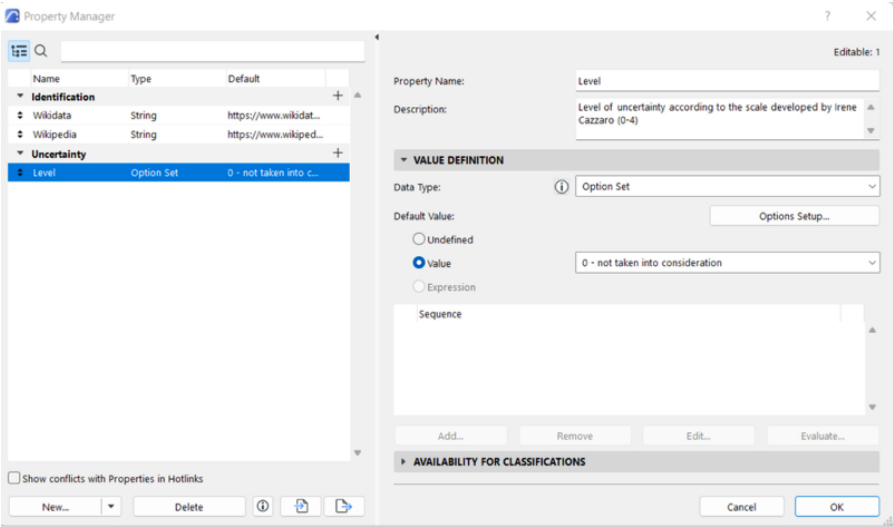 Property Manager
Editable: 1
Name Type Default
Identification
Wikidata String https://www.wikidat...
Wikipedia String https://www.wikiped...
Uncertainty
Level Option Set 0 - not taken into c...
Show conflicts with Properties in Hotlinks
New... Delete
Property Name: Level
Description: Level of uncertainty according to the scale developed by Irene
Cazzaro (0-4)
VALUE DEFINITION
Data Type: Option Set
Default Value: Options Setup...
Undefined
Value 0 - not taken into consideration
Expression
Sequence
Add... Remove Edit... Evaluate...
AVAILABILITY FOR CLASSIFICATIONS
Cancel OK